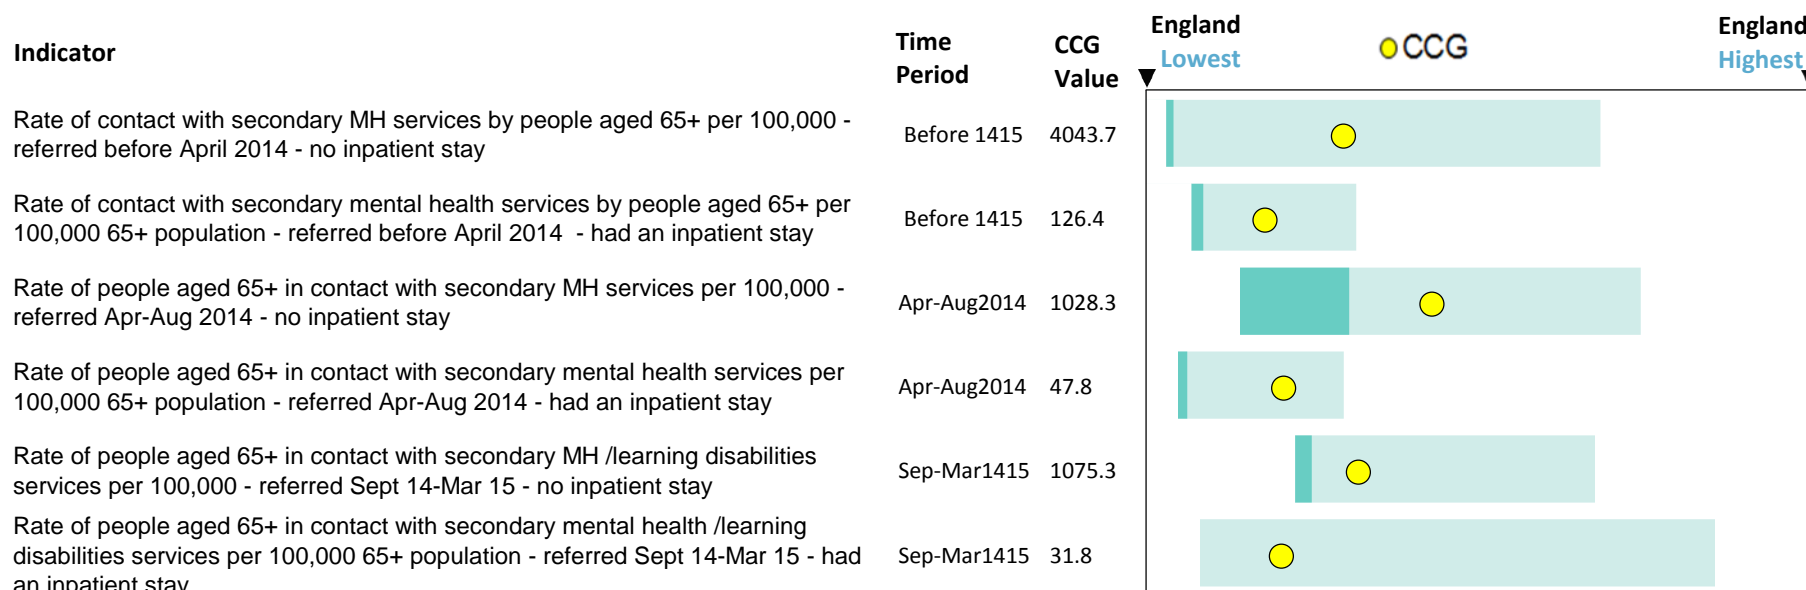 Indicator
Time Period
CCG Value
England Lowest
CCG
England Highest
Rate of contact with secondary MH services by people aged 65+ per 100,000 -
referred before April 2014 - no inpatient stay
Before 1415 4043.7
Rate of contact with secondary mental health services by people aged 65+ per
100,000 65+ population - referred before April 2014 - had an inpatient stay
Before 1415 126.4
Rate of people aged 65+ in contact with secondary MH services per 100,000 -
referred Apr-Aug 2014 - no inpatient stay
Apr-Aug2014 1028.3
Rate of people aged 65+ in contact with secondary mental health services per
100,000 65+ population - referred Apr-Aug 2014 - had an inpatient stay
Apr-Aug2014 47.8
Rate of people aged 65+ in contact with secondary MH /learning disabilities
services per 100,000 - referred Sept 14-Mar 15 - no inpatient stay
Sep-Mar1415 1075.3
Rate of people aged 65+ in contact with secondary mental health /learning
disabilities services per 100,000 65+ population - referred Sept 14-Mar 15 - had
an inpatient stay
Sep-Mar1415 31.8